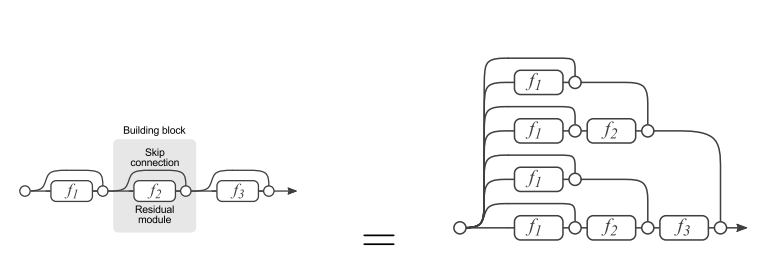 Building block
Skip
connection
f1
f2
f3
Residual
module
=
f1
f1
f2
f1
f1
f2
f3